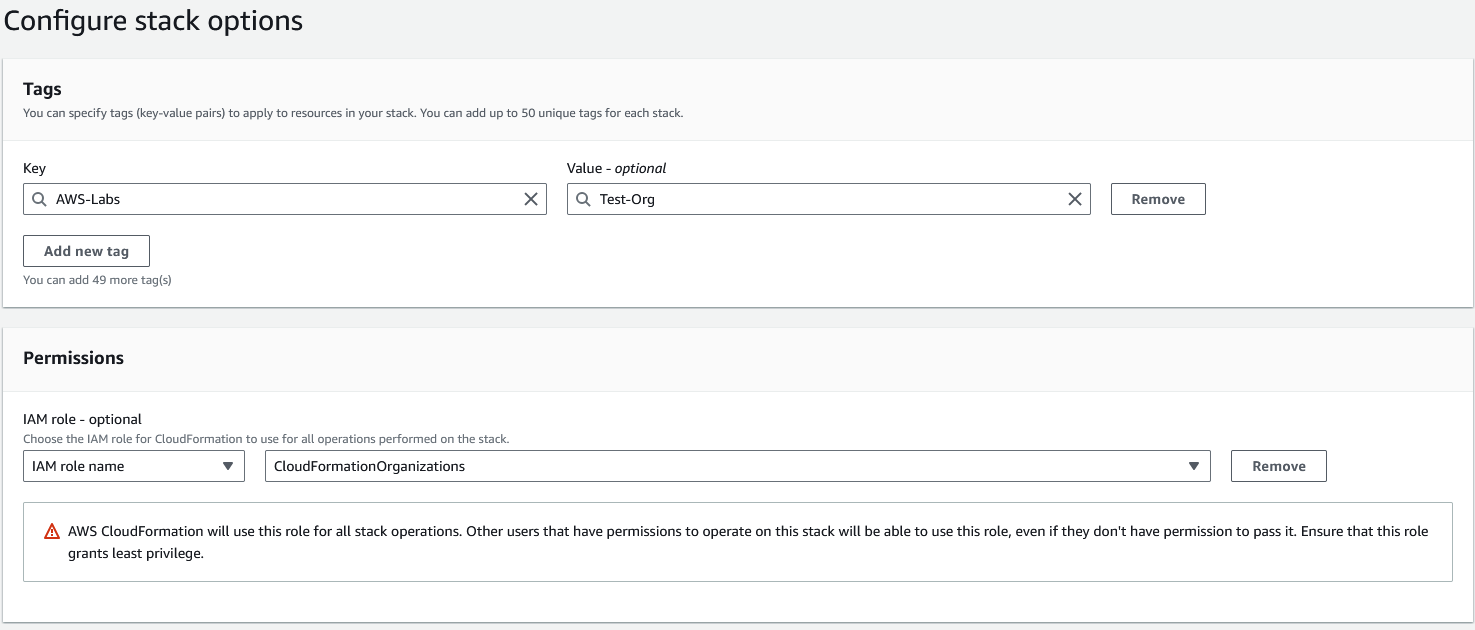 Configure stack options
Tags
You can specify tags (key-value pairs) to apply to resources in your stack. You can add up to 50 unique tags for each stack.
Key
Value - optional
AWS-Labs
Test-Org
Remove
Add new tag
You can add 49 more tag(s)
Permissions
IAM role - optional
Choose the IAM role for CloudFormation to use for all operations performed on the stack.
IAM role name
CloudFormationOrganizations
Remove
AWS CloudFormation will use this role for all stack operations. Other users that have permissions to operate on this stack will be able to use this role, even if they don't have permission to pass it. Ensure that this role
grants least privilege.